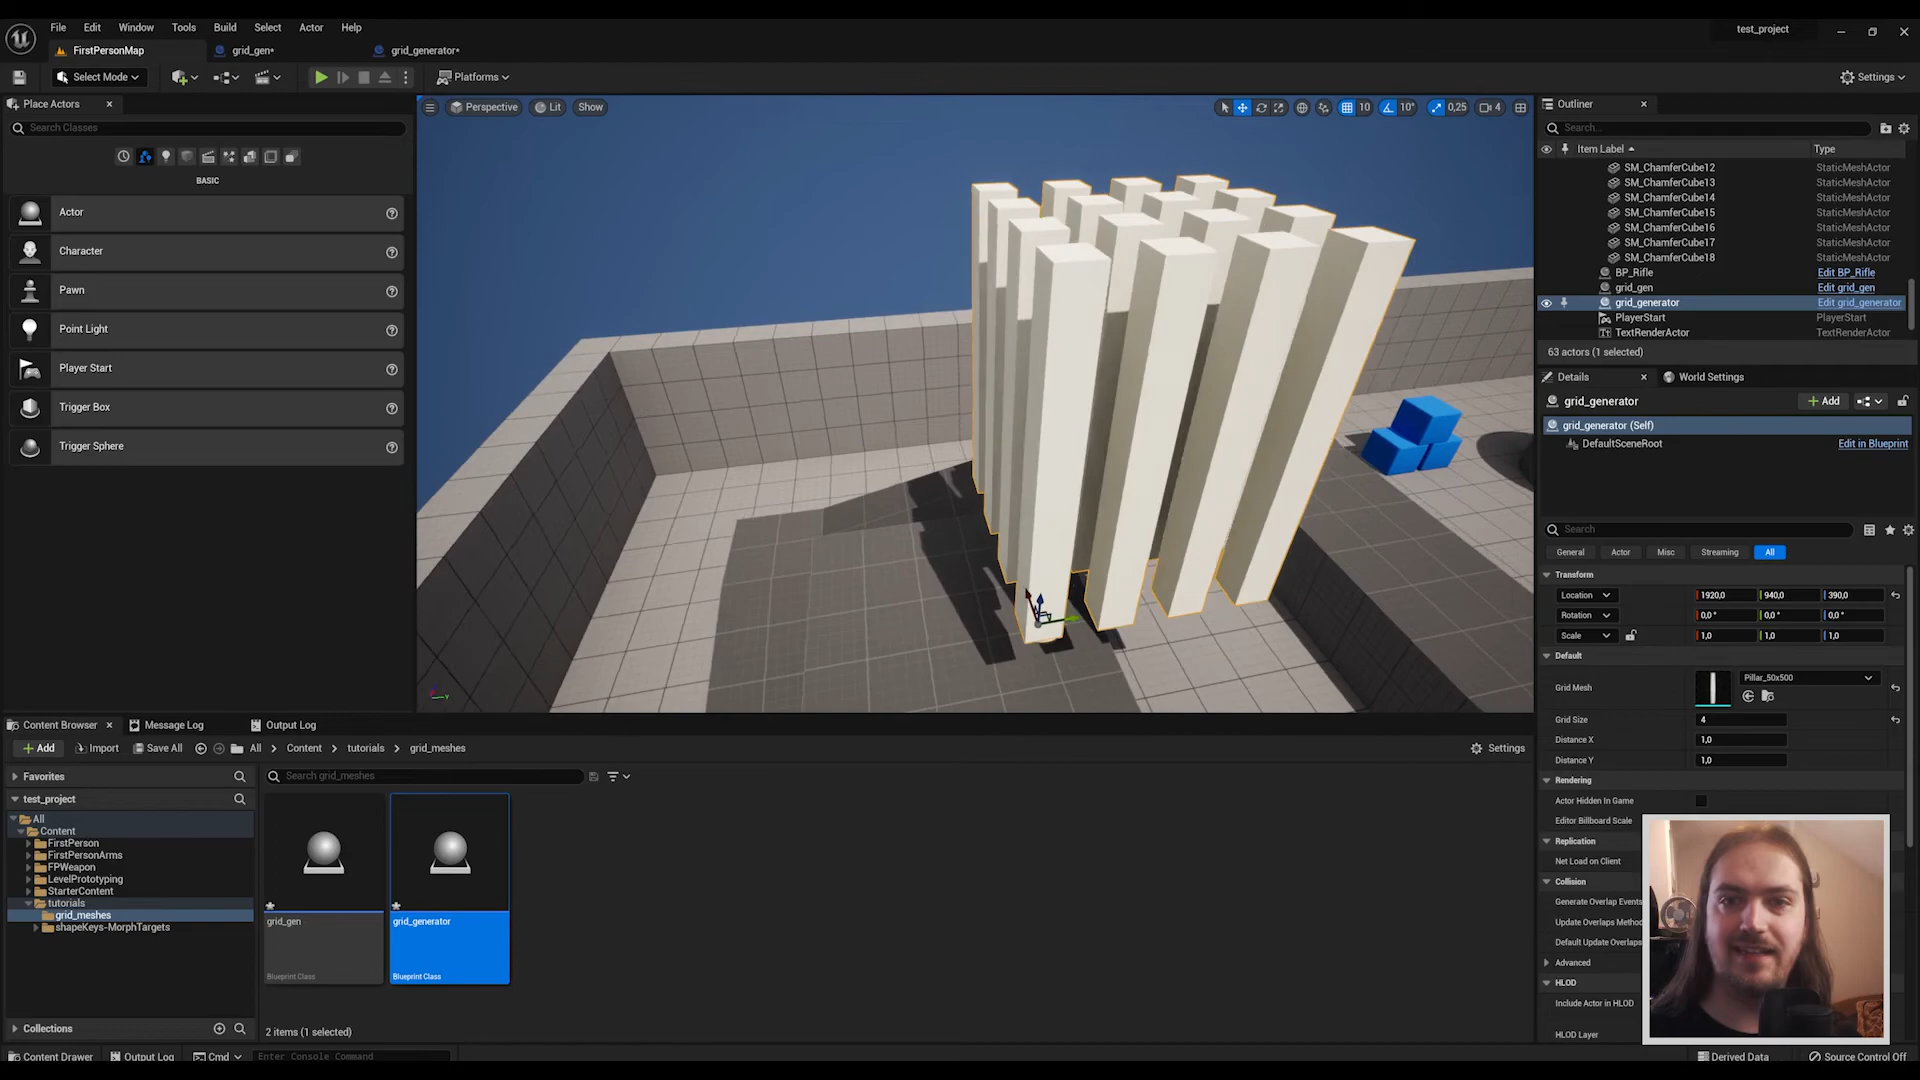 File Edit Window Tools Build Select Actor Help
test_project
FirstPersonMap
grid_gen*
grid_generator*
Select Mode
Platforms
Settings
Place Actors
Search Classes
BASIC
Actor
Character
Pawn
Point Light
Player Start
Trigger Box
Trigger Sphere
Perspective
Lit
Show
10
10°
0,25
4
Outliner
Search...
Item Label
Type
SM_ChamferCube12 StaticMeshActor
SM_ChamferCube13 StaticMeshActor
SM_ChamferCube14 StaticMeshActor
SM_ChamferCube15 StaticMeshActor
SM_ChamferCube16 StaticMeshActor
SM_ChamferCube17 StaticMeshActor
SM_ChamferCube18 StaticMeshActor
BP_Rifle Edit BP_Rifle
grid_gen Edit grid_gen
grid_generator Edit grid_generator
PlayerStart PlayerStart
TextRenderActor TextRenderActor
63 actors (1 selected)
Details
World Settings
grid_generator
Add
grid_generator (Self)
DefaultSceneRoot Edit in Blueprint
Search
General Actor Misc Streaming All
Transform
Location 1920,0 940,0 390,0
Rotation 0,0° 0,0° 0,0°
Scale 1,0 1,0 1,0
Default
Grid Mesh Pillar_50x500
Grid Size 4
Distance X 1,0
Distance Y 1,0
Rendering
Actor Hidden In Game
Editor Billboard Scale
Replication
Net Load on Client
Collision
Generate Overlap Events
Update Overlaps Metho
Default Update Overlaps
Advanced
HLOD
Include Actor in HLOD
HLOD Layer
Content Browser
Message Log
Output Log
Add
Import
Save All
All > Content > tutorials > grid_meshes
Settings
Favorites
test_project
All
Content
FirstPerson
FirstPersonArms
FPWeapon
LevelPrototyping
StarterContent
tutorials
grid_meshes
shapeKeys-MorphTargets
Collections
Search grid_meshes
grid_gen
Blueprint Class
grid_generator
Blueprint Class
2 items (1 selected)
Content Drawer
Output Log
Cmd
Enter Console Command
Derived Data
Source Control Off